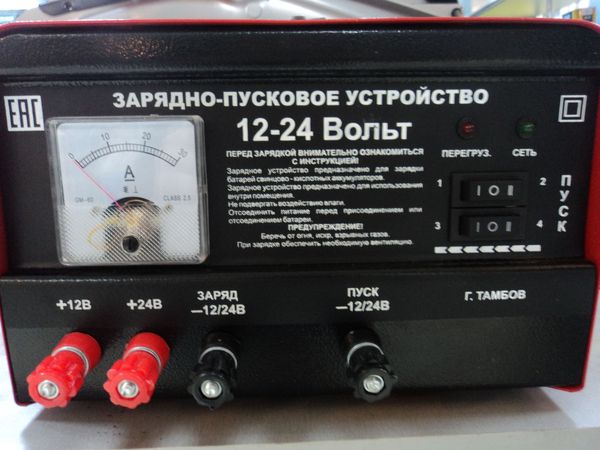 EAC
ЗАРЯДНО-ПУСКОВОЕ УСТРОЙСТВО
12-24 Вольт
ПЕРЕД ЗАРЯДКОЙ ВНИМАТЕЛЬНО ОЗНАКОМИТЬСЯ
С ИНСТРУКЦИЕЙ!
Зарядное устройство предназначено для зарядки
батарей свинцово - кислотных аккумуляторов.
Зарядное устройство предназначено для использования
внутри помещения.
Не подвергать воздействию влаги.
Отсоединить питание перед присоединением или
отсоединением батареи.
ПРЕДУПРЕЖДЕНИЕ!
Беречь от огня, искр, взрывных газов.
При зарядке обеспечить необходимую вентиляцию.
0 10 20 30
A
CLASS 2.5
ПЕРЕГРУЗ. СЕТЬ
1 I O II 2
3 I O II 4
ПУСК
+12В +24В ЗАРЯД
—12/24В
ПУСК
—12/24В
Г. ТАМБОВ